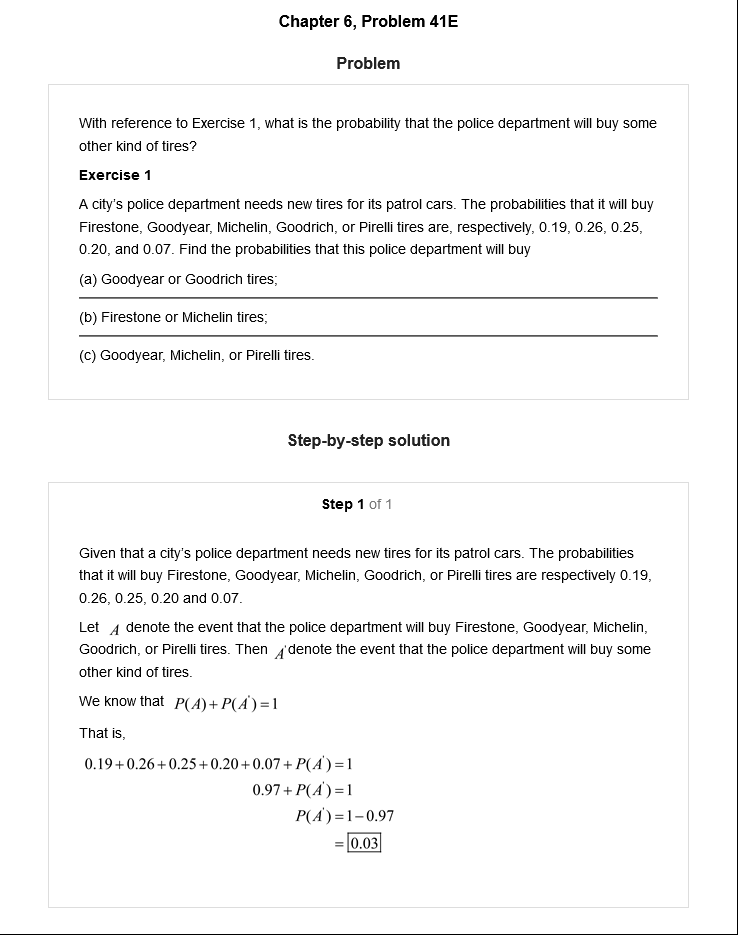 Chapter 6, Problem 41E
Problem
With reference to Exercise 1, what is the probability that the police department will buy some
other kind of tires?
Exercise 1
A city's police department needs new tires for its patrol cars. The probabilities that it will buy
Firestone, Goodyear, Michelin, Goodrich, or Pirelli tires are, respectively, 0.19, 0.26, 0.25,
0.20, and 0.07. Find the probabilities that this police department will buy
(a) Goodyear or Goodrich tires;
(b) Firestone or Michelin tires;
(c) Goodyear, Michelin, or Pirelli tires.
Step-by-step solution
Step 1 of 1
Given that a city's police department needs new tires for its patrol cars. The probabilities
that it will buy Firestone, Goodyear, Michelin, Goodrich, or Pirelli tires are respectively 0.19,
0.26, 0.25, 0.20 and 0.07.
Let A denote the event that the police department will buy Firestone, Goodyear, Michelin,
Goodrich, or Pirelli tires. Then A' denote the event that the police department will buy some
other kind of tires.
We know that P(A)+P(A')=1
That is,
0.19+0.26+0.25+0.20+0.07+P(A')=1
0.97+P(A')=1
P(A')=1−0.97
=0.03